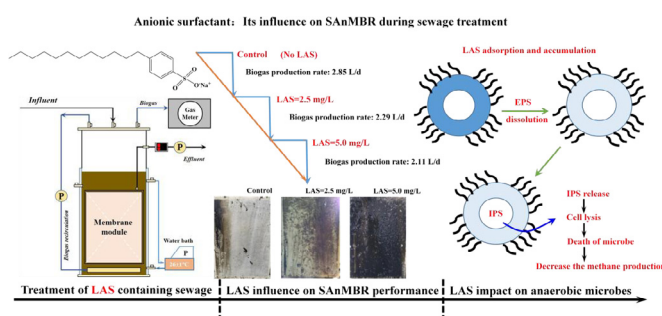 Anionic surfactant: Its influence on SAnMBR during sewage treatment
O
S
O
O⁻Na⁺
Influent
Biogas
Gas
Meter
P
Effluent
P
Biogas recirculation
Membrane
module
Water bath
P
Treatment of LAS containing sewage
Control (No LAS)
Biogas production rate: 2.85 L/d
LAS=2.5 mg/L
Biogas production rate: 2.29 L/d
LAS=5.0 mg/L
Biogas production rate: 2.11 L/d
Control
LAS=2.5 mg/L
LAS=5.0 mg/L
LAS influence on SAnMBR performance
LAS adsorption and accumulation
EPS
dissolution
IPS
IPS release
Cell lysis
Death of microbe
Decrease the methane production
LAS impact on anaerobic microbes